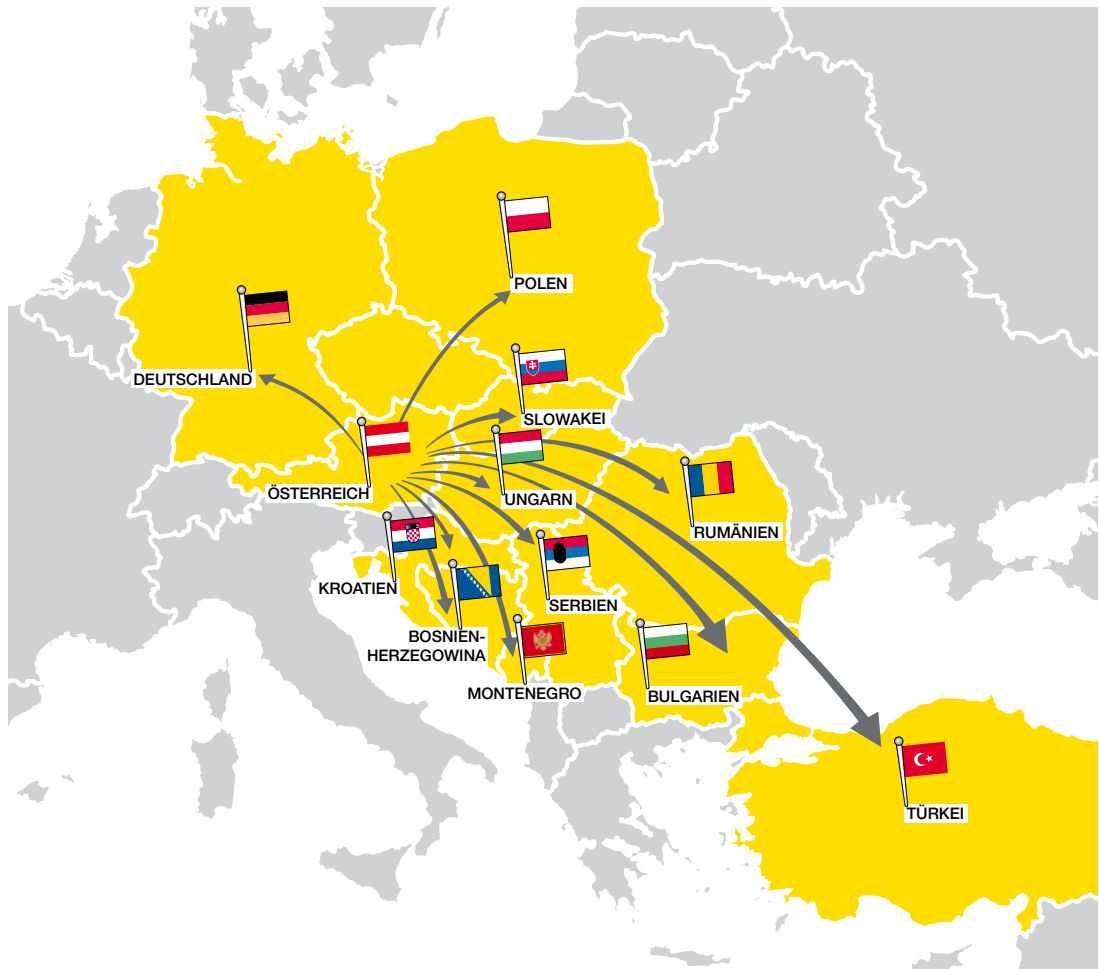 POLEN
DEUTSCHLAND
SLOWAKEI
ÖSTERREICH
UNGARN
RUMÄNIEN
KROATIEN
SERBIEN
BOSNIEN-
HERZEGOWINA
MONTENEGRO
BULGARIEN
TÜRKEI